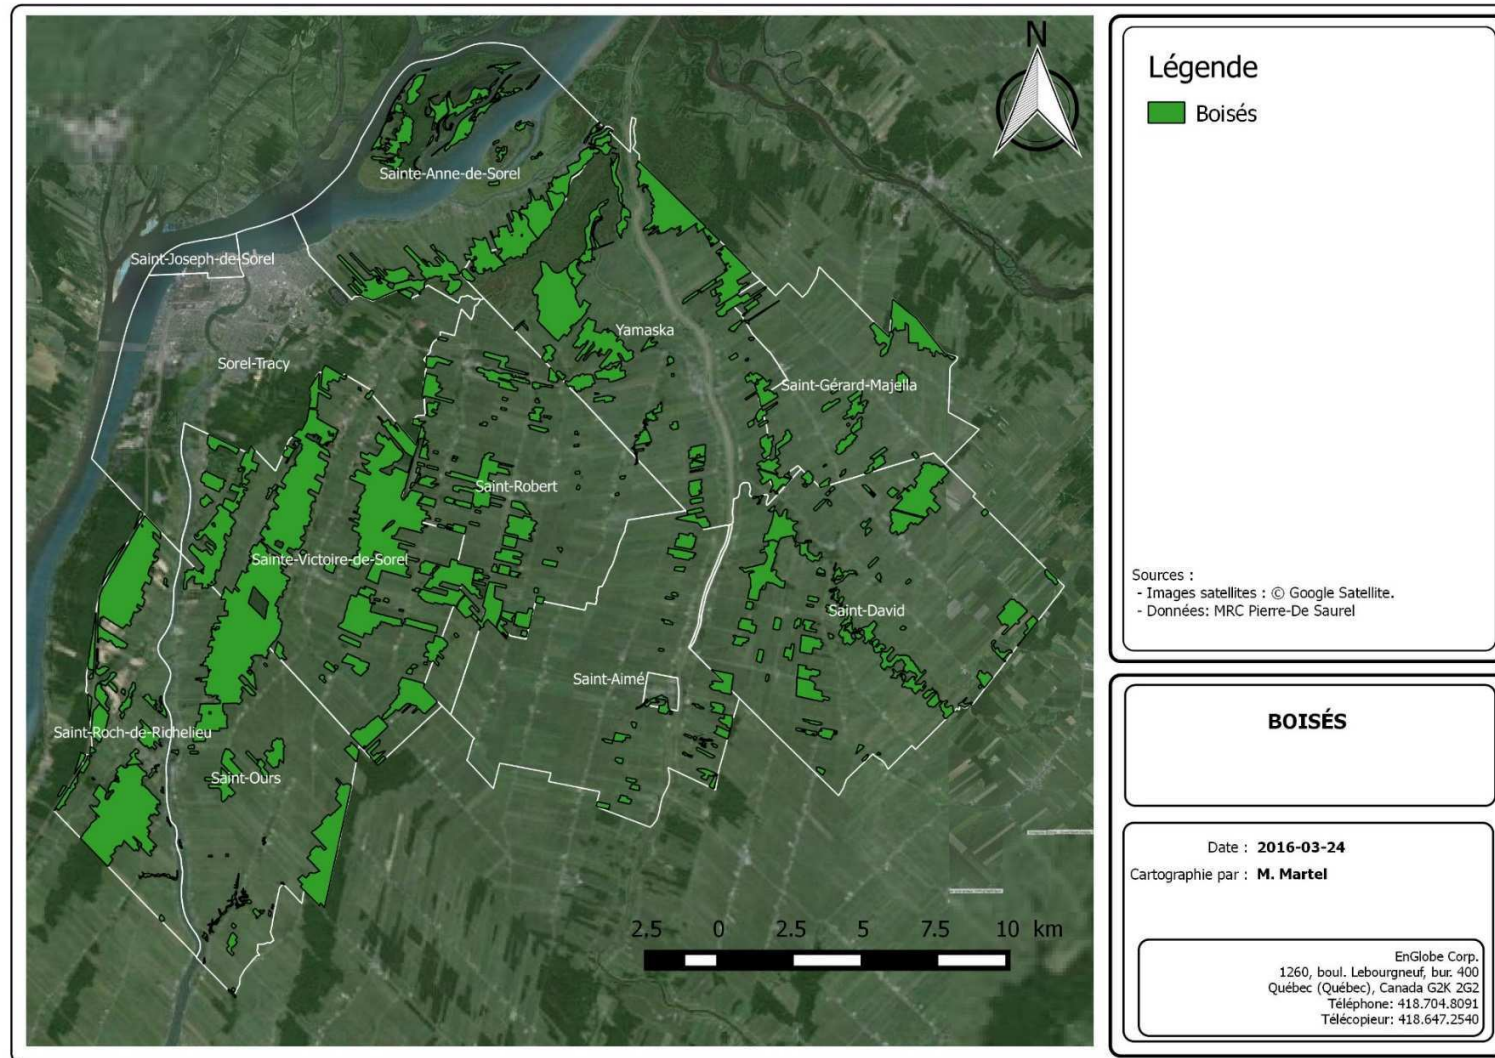 N
Sainte-Anne-de-Sorel
Saint-Joseph-de-Sorel
Yamaska
Sorel-Tracy
Saint-Gérard-Majella
Saint-Robert
Sainte-Victoire-de-Sorel
Saint-David
Saint-Aimé
Saint-Roch-de-Richelieu
Saint-Ours
2.5 0 2.5 5 7.5 10 km
Légende
Boisés
Sources :
- Images satellites : © Google Satellite.
- Données: MRC Pierre-De Saurel
BOISÉS
Date : 2016-03-24
Cartographie par : M. Martel
EnGlobe Corp.
1260, boul. Lebourgneuf, bur. 400
Québec (Québec), Canada G2K 2G2
Téléphone: 418.704.8091
Télécopieur: 418.647.2540